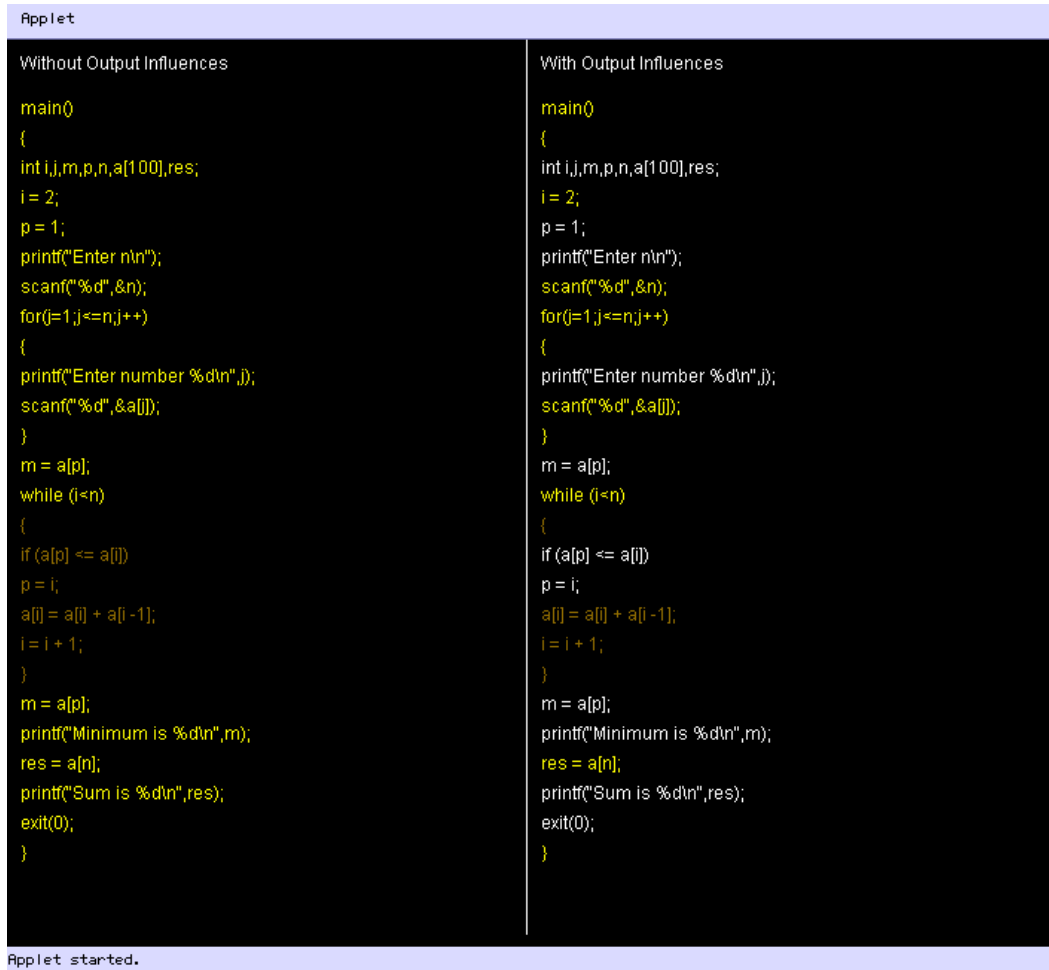 Applet
Without Output Influences
main()
{
int i,j,m,p,n,a[100],res;
i = 2;
p = 1;
printf("Enter n\n");
scanf("%d",&n);
for(j=1;j<=n;j++)
{
printf("Enter number %d\n",j);
scanf("%d",&a[j]);
}
m = a[p];
while (i<n)
{
if (a[p] <= a[i])
p = i;
a[i] = a[i] + a[i -1];
i = i + 1;
}
m = a[p];
printf("Minimum is %d\n",m);
res = a[n];
printf("Sum is %d\n",res);
exit(0);
}
With Output Influences
main()
{
int i,j,m,p,n,a[100],res;
i = 2;
p = 1;
printf("Enter n\n");
scanf("%d",&n);
for(j=1;j<=n;j++)
{
printf("Enter number %d\n",j);
scanf("%d",&a[j]);
}
m = a[p];
while (i<n)
{
if (a[p] <= a[i])
p = i;
a[i] = a[i] + a[i -1];
i = i + 1;
}
m = a[p];
printf("Minimum is %d\n",m);
res = a[n];
printf("Sum is %d\n",res);
exit(0);
}
Applet started.